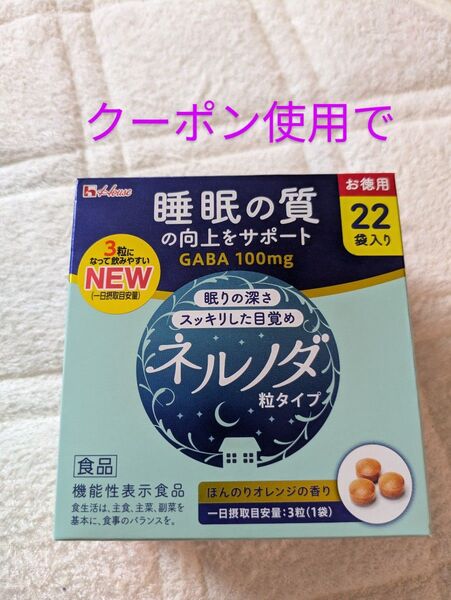 クーポン使用で
House
お徳用
22
袋入り
睡眠の質
の向上をサポート
GABA 100mg
3粒に
なって飲みやすい
NEW
(一日摂取目安量)
眠りの深さ
スッキリした目覚め
ネルノダ
粒タイプ
食品
機能性表示食品
食生活は、主食、主菜、副菜を
基本に、食事のバランスを。
ほんのりオレンジの香り
一日摂取目安量:3粒(1袋)